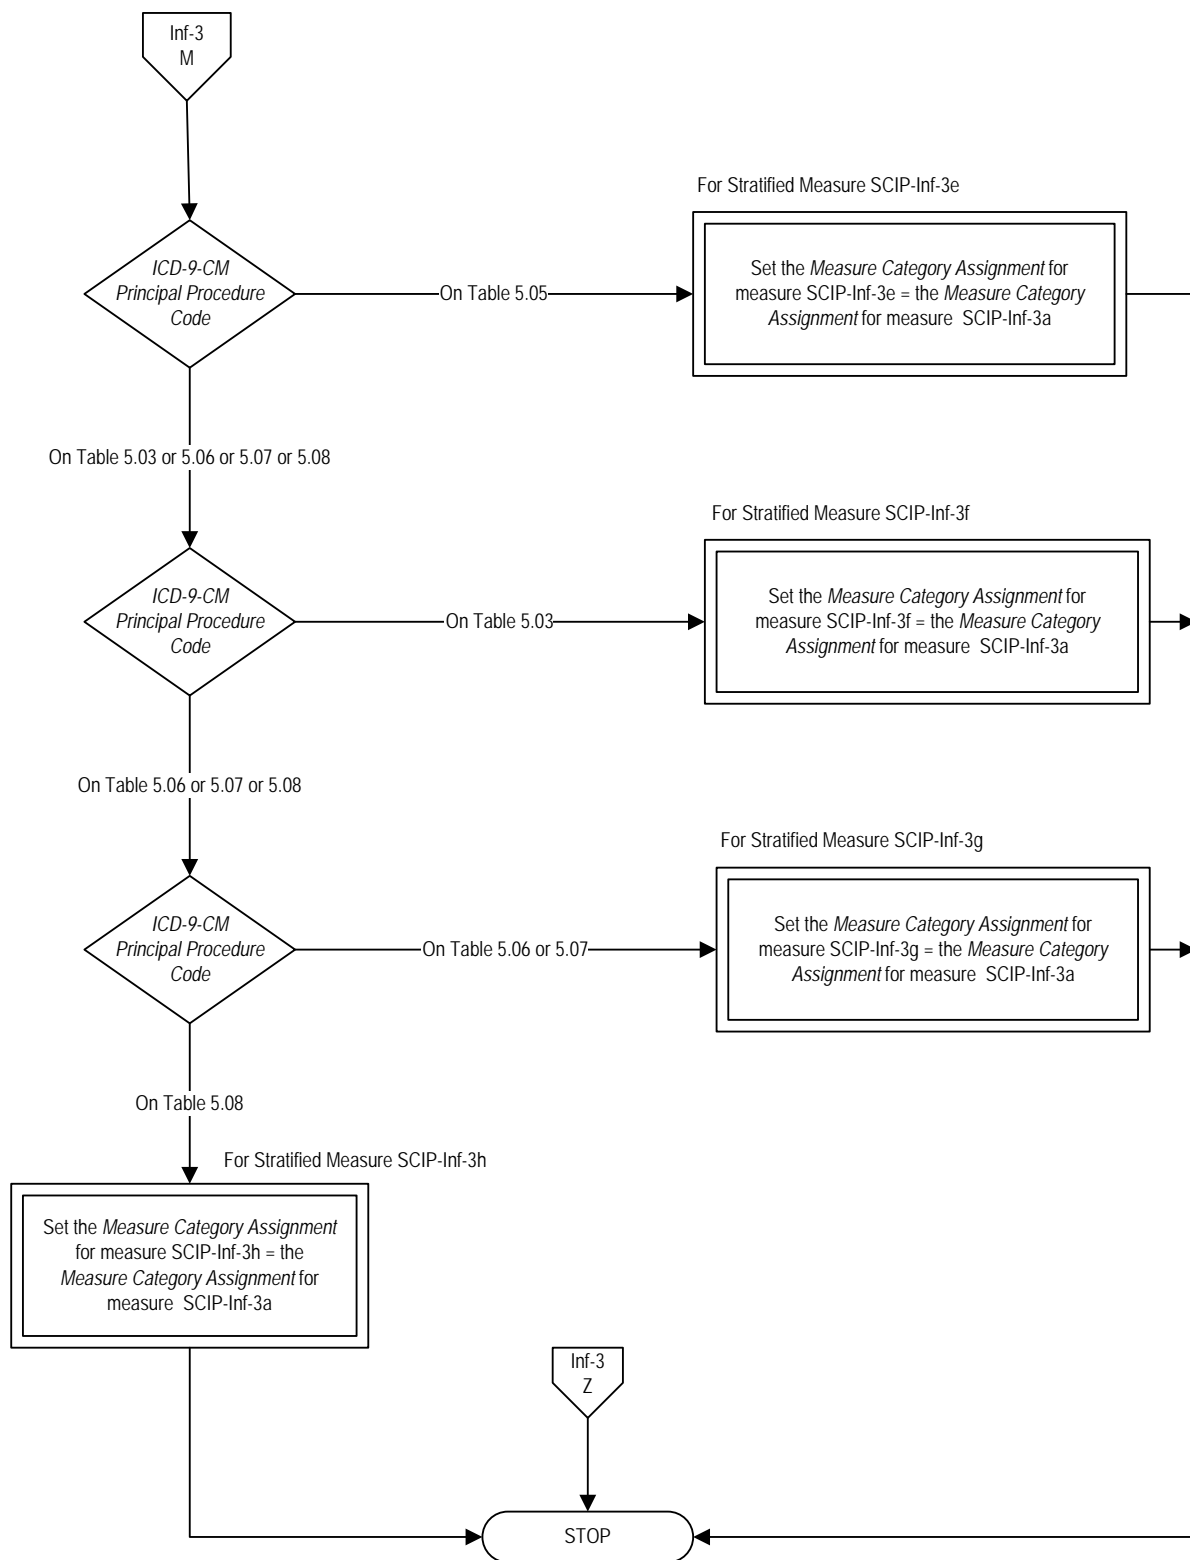 Inf-3
M
For Stratified Measure SCIP-Inf-3e
ICD-9-CM
Principal Procedure
Code
On Table 5.05
Set the Measure Category Assignment for
measure SCIP-Inf-3e = the Measure Category
Assignment for measure SCIP-Inf-3a
On Table 5.03 or 5.06 or 5.07 or 5.08
For Stratified Measure SCIP-Inf-3f
ICD-9-CM
Principal Procedure
Code
On Table 5.03
Set the Measure Category Assignment for
measure SCIP-Inf-3f = the Measure Category
Assignment for measure SCIP-Inf-3a
On Table 5.06 or 5.07 or 5.08
For Stratified Measure SCIP-Inf-3g
ICD-9-CM
Principal Procedure
Code
On Table 5.06 or 5.07
Set the Measure Category Assignment for
measure SCIP-Inf-3g = the Measure Category
Assignment for measure SCIP-Inf-3a
On Table 5.08
For Stratified Measure SCIP-Inf-3h
Set the Measure Category Assignment
for measure SCIP-Inf-3h = the
Measure Category Assignment for
measure SCIP-Inf-3a
Inf-3
Z
STOP